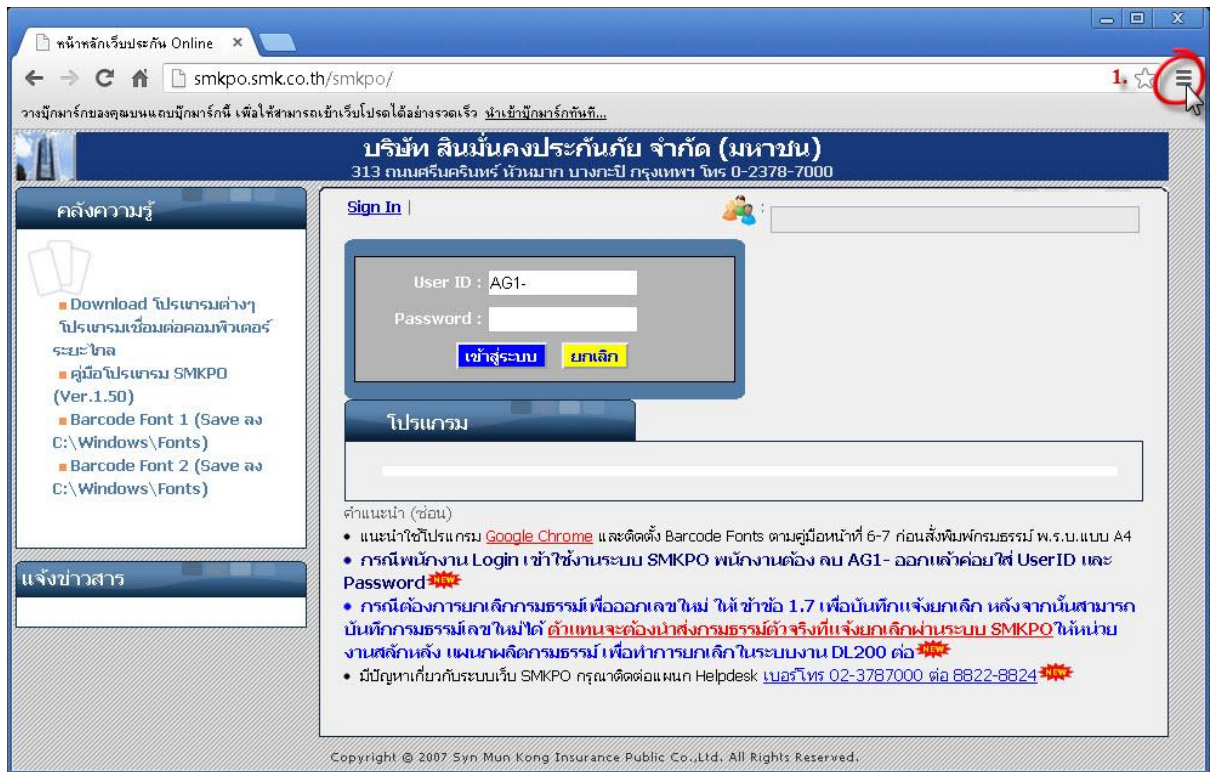 หน้าหลักเว็บประกัน Online
smkpo.smk.co.th/smkpo/
1.
วางบุ๊กมาร์กของคุณบนแถบบุ๊กมาร์กนี้ เพื่อให้สามารถเข้าเว็บโปรดได้อย่างรวดเร็ว นำเข้าบุ๊กมาร์กทันที...
บริษัท สินมั่นคงประกันภัย จำกัด (มหาชน)
313 ถนนศรีนครินทร์ หัวหมาก บางกะปิ กรุงเทพฯ โทร 0-2378-7000
คลังความรู้
Download โปรแกรมต่างๆ
โปรแกรมเชื่อมต่อคอมพิวเตอร์
ระยะไกล
คู่มือโปรแกรม SMKPO
(Ver.1.50)
Barcode Font 1 (Save ลง
C:\Windows\Fonts)
Barcode Font 2 (Save ลง
C:\Windows\Fonts)
แจ้งข่าวสาร
Sign In |
:
User ID : AG1-
Password :
เข้าสู่ระบบ ยกเลิก
โปรแกรม
คำแนะนำ (ซ่อน)
• แนะนำใช้โปรแกรม Google Chrome และติดตั้ง Barcode Fonts ตามคู่มือหน้าที่ 6-7 ก่อนสั่งพิมพ์กรมธรรม์ พ.ร.บ.แบบ A4
• กรณีพนักงาน Login เข้าใช้งานระบบ SMKPO พนักงานต้อง ลบ AG1- ออกแล้วค่อยใส่ UserID และ
Password NEW
• กรณีต้องการยกเลิกกรมธรรม์เพื่อออกเลขใหม่ ให้เข้าข้อ 1.7 เพื่อบันทึกแจ้งยกเลิก หลังจากนั้นสามารถ
บันทึกกรมธรรม์เลขใหม่ได้ ตัวแทนจะต้องนำส่งกรมธรรม์ตัวจริงที่แจ้งยกเลิกผ่านระบบ SMKPO ให้หน่วย
งานสลักหลัง แผนกผลิตกรมธรรม์ เพื่อทำการยกเลิกในระบบงาน DL200 ต่อ NEW
• มีปัญหาเกี่ยวกับระบบเว็บ SMKPO กรุณาติดต่อแผนก Helpdesk เบอร์โทร 02-3787000 ต่อ 8822-8824 NEW
Copyright © 2007 Syn Mun Kong Insurance Public Co.,Ltd. All Rights Reserved.